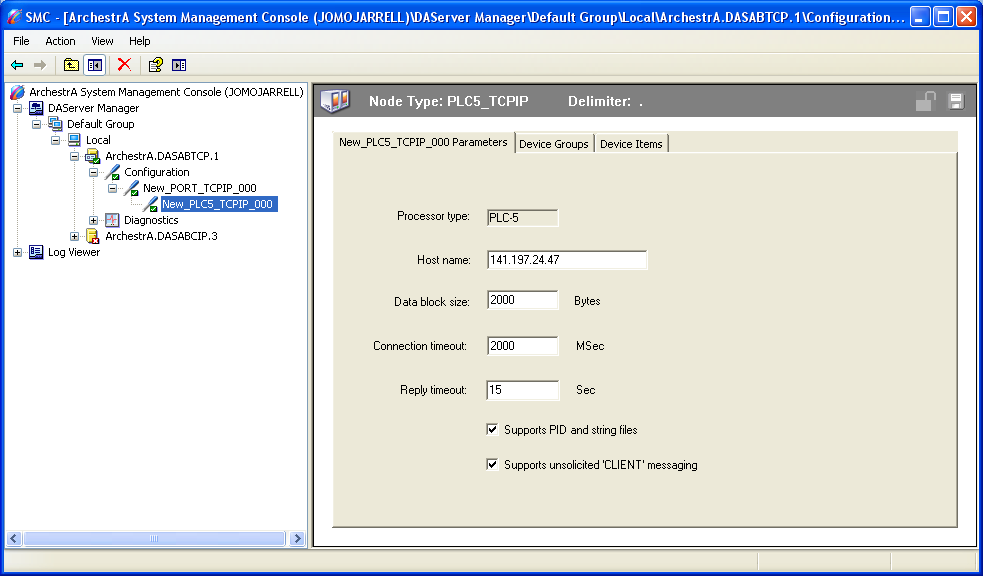 SMC - [ArchestrA System Management Console (JOMOJARRELL)\DAServer Manager\Default Group\Local\ArchestrA.DASABTCP.1\Configuration...
File Action View Help
ArchestrA System Management Console (JOMOJARRELL)
DAServer Manager
Default Group
Local
ArchestrA.DASABTCP.1
Configuration
New_PORT_TCPIP_000
New_PLC5_TCPIP_000
Diagnostics
ArchestrA.DASABCIP.3
Log Viewer
Node Type: PLC5_TCPIP Delimiter: .
New_PLC5_TCPIP_000 Parameters Device Groups Device Items
Processor type: PLC-5
Host name: 141.197.24.47
Data block size: 2000 Bytes
Connection timeout: 2000 MSec
Reply timeout: 15 Sec
Supports PID and string files
Supports unsolicited 'CLIENT' messaging